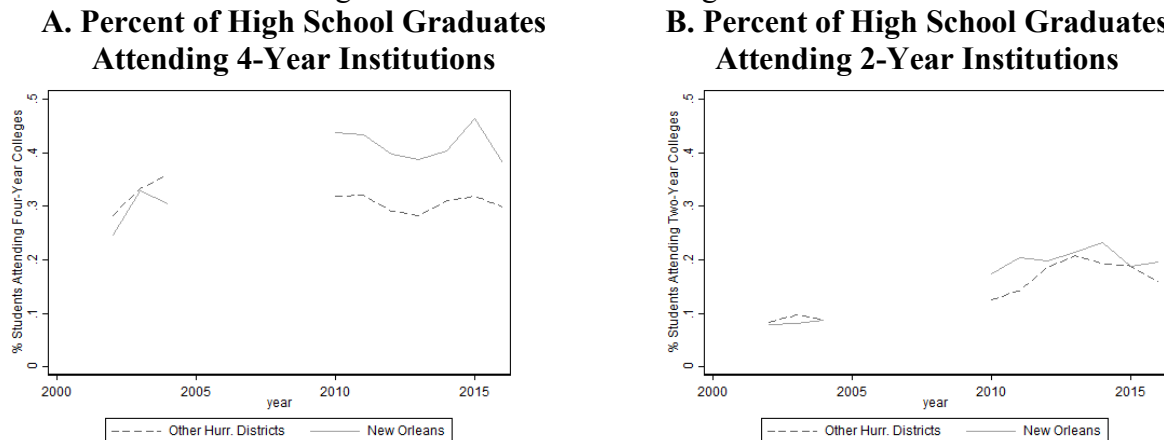 A. Percent of High School Graduates
Attending 4-Year Institutions
% Students Attending Four-Year Colleges
.5
.4
.3
.2
.1
0
2000
2005
2010
2015
year
Other Hurr. Districts
New Orleans
B. Percent of High School Graduates
Attending 2-Year Institutions
% Students Attending Two-Year Colleges
.5
.4
.3
.2
.1
0
2000
2005
2010
2015
year
Other Hurr. Districts
New Orleans